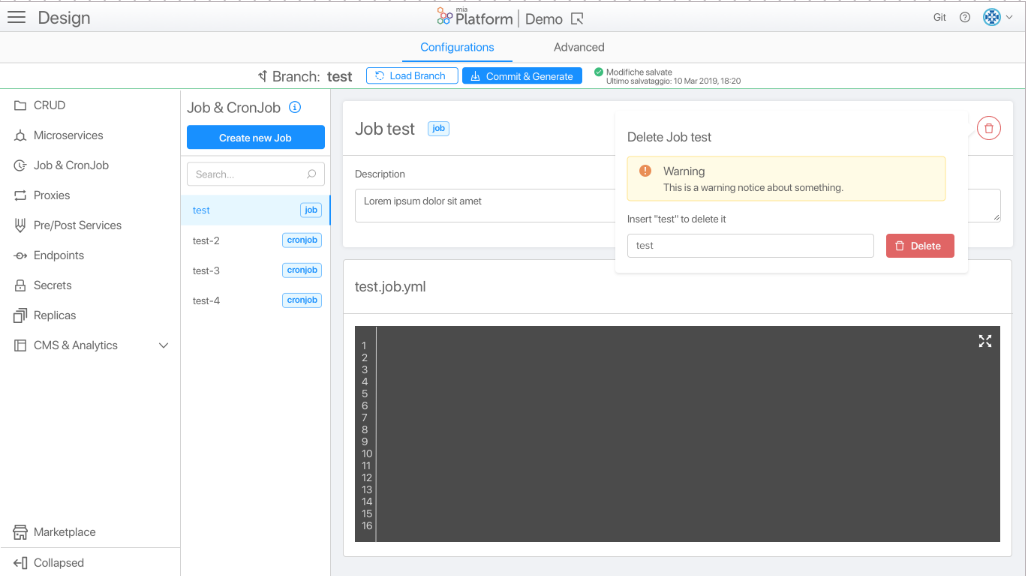 Design
mia
Platform | Demo
Git
Configurations
Advanced
Branch: test
Load Branch
Commit & Generate
Modifiche salvate
Ultimo salvataggio: 10 Mar 2019, 18:20
CRUD
Microservices
Job & CronJob
Proxies
Pre/Post Services
Endpoints
Secrets
Replicas
CMS & Analytics
Marketplace
Collapsed
Job & CronJob
Create new Job
Search...
test job
test-2 cronjob
test-3 cronjob
test-4 cronjob
Job test job
Description
Lorem ipsum dolor sit amet
Delete Job test
Warning
This is a warning notice about something.
Insert "test" to delete it
test
Delete
test.job.yml
1
2
3
4
5
6
7
8
9
10
11
12
13
14
15
16